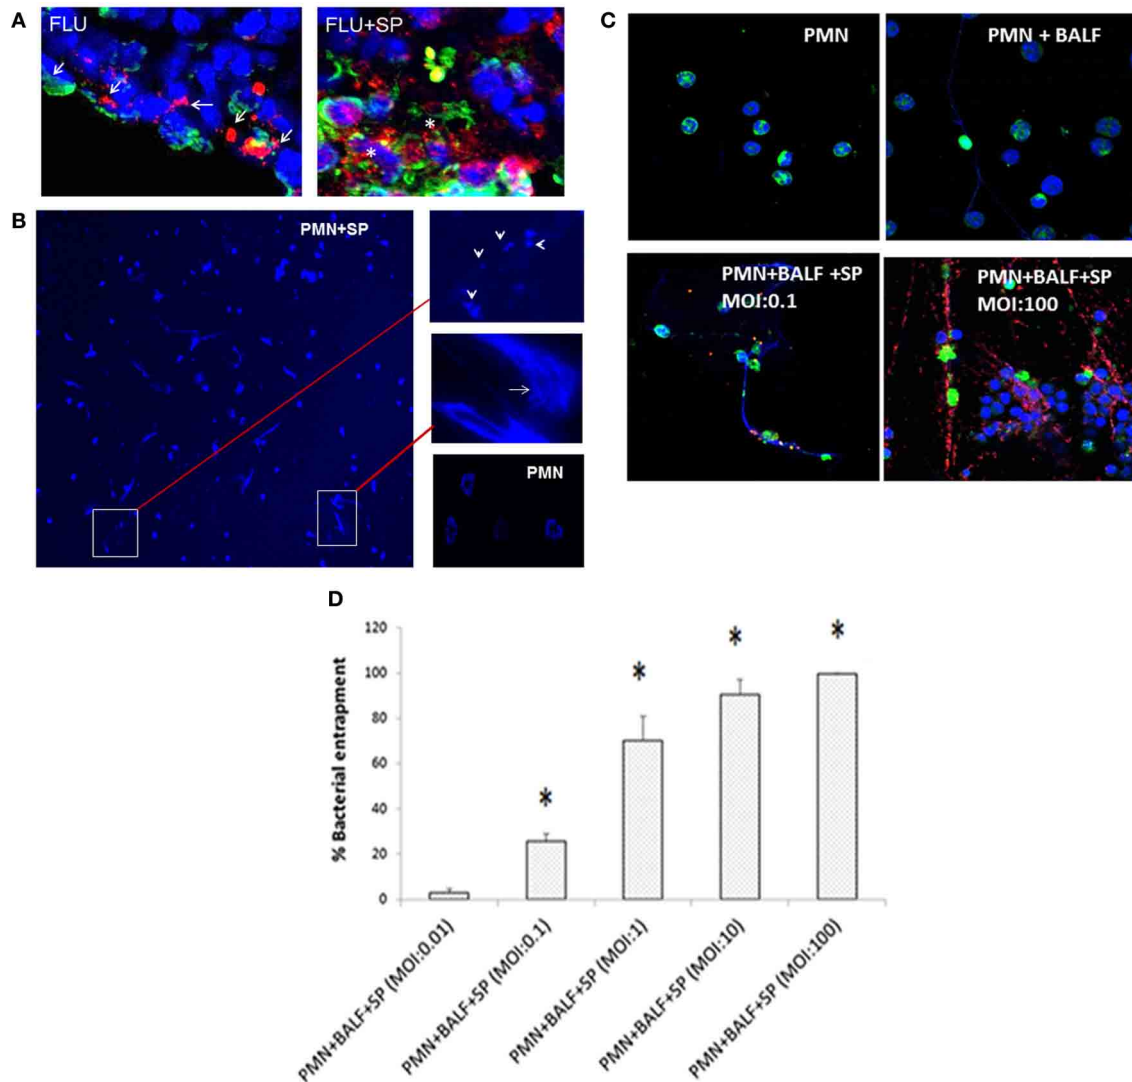 A
FLU
FLU+SP
B
PMN+SP
PMN
C
PMN
PMN + BALF
PMN+BALF +SP
MOI:0.1
PMN+BALF+SP
MOI:100
D
% Bacterial entrapment
120
100
80
60
40
20
0
*
*
*
*
PMN+BALF+SP (MOI:0.01)
PMN+BALF+SP (MOI:0.1)
PMN+BALF+SP (MOI:1)
PMN+BALF+SP (MOI:10)
PMN+BALF+SP (MOI:100)